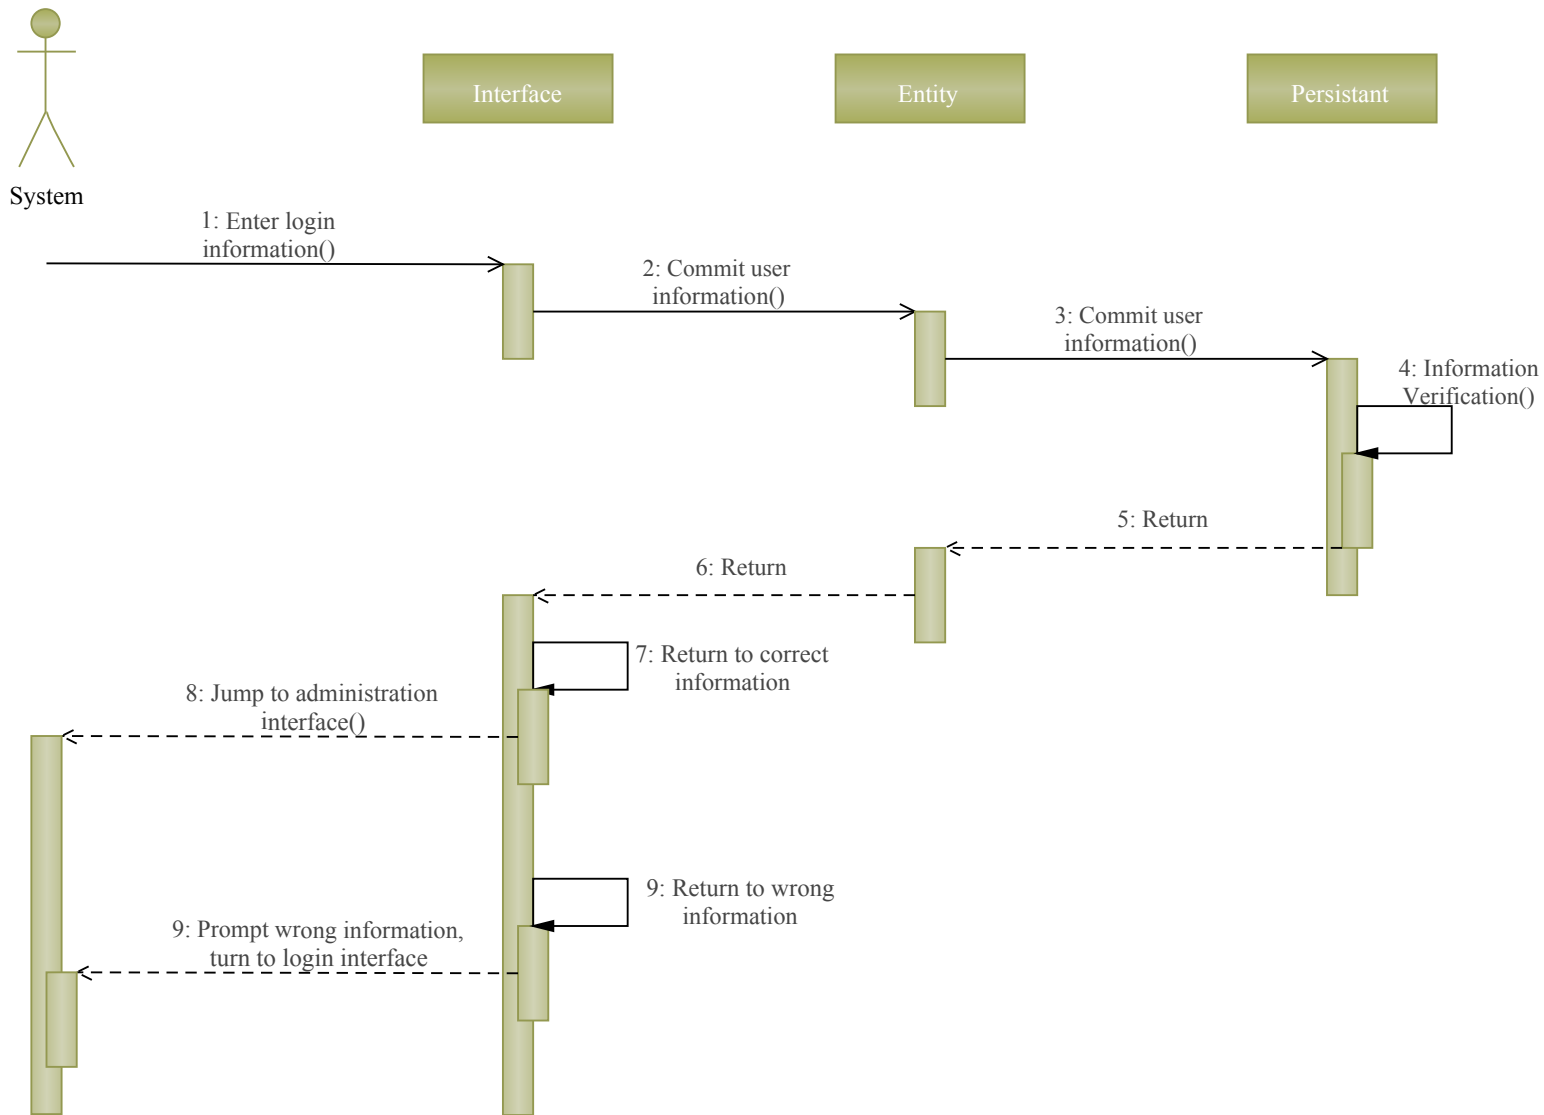 Interface
Entity
Persistant
System
1: Enter login
information()
2: Commit user
information()
3: Commit user
information()
4: Information
Verification()
5: Return
6: Return
7: Return to correct
information
8: Jump to administration
interface()
9: Return to wrong
information
9: Prompt wrong information,
turn to login interface